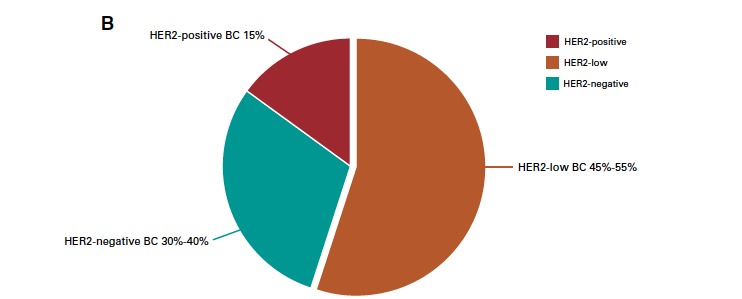 B
HER2-positive BC 15%
HER2-positive
HER2-low
HER2-negative
HER2-low BC 45%-55%
HER2-negative BC 30%-40%